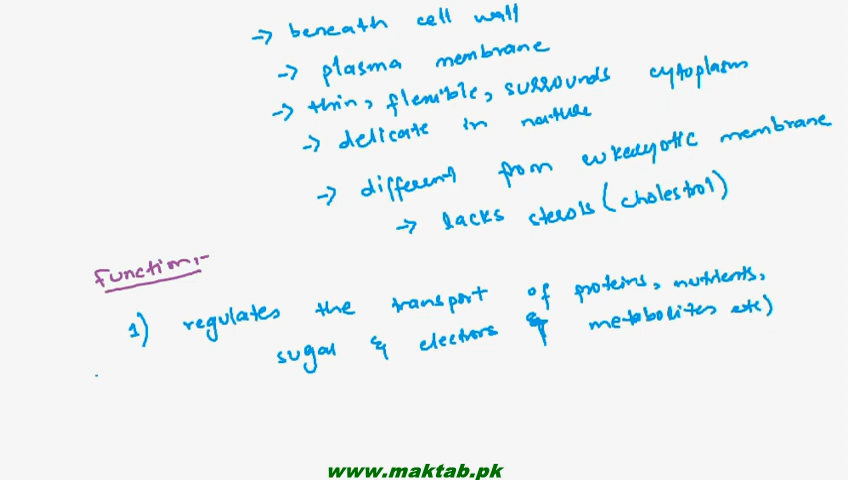 -> beneath cell wall
-> plasma membrane
-> thin, flexible, surrounds cytoplasm
-> delicate in nature
-> different from eukaryotic membrane
-> lacks sterols (cholestrol)
Function:-
1) regulates the transport of proteins, nutrients,
sugar & electrons & metabolites etc)
www.maktab.pk